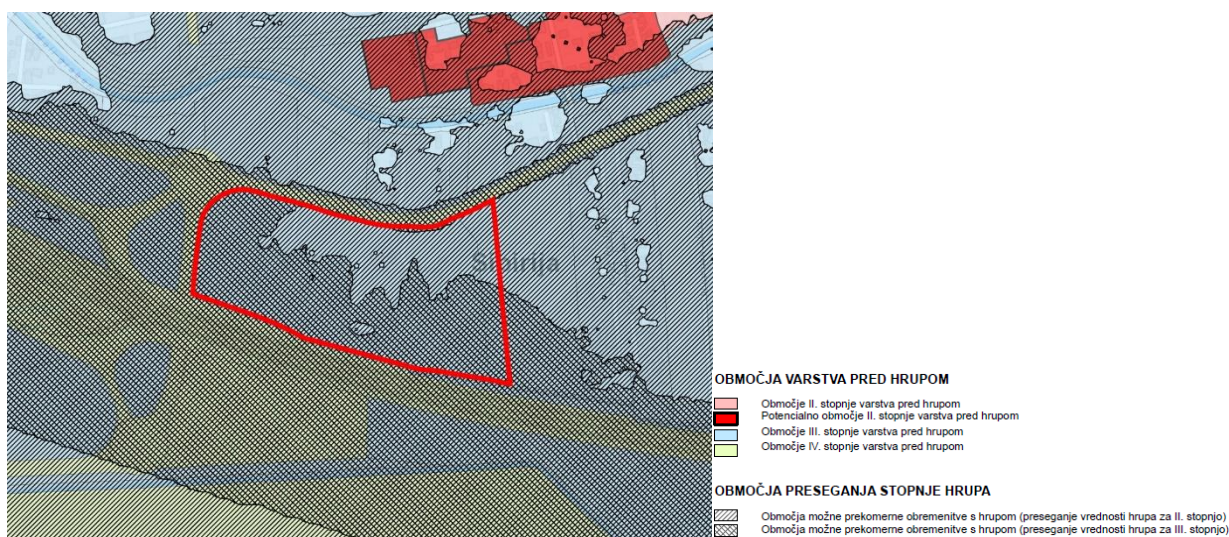 Sibirija
OBMOČJA VARSTVA PRED HRUPOM
Območje II. stopnje varstva pred hrupom
Potencialno območje II. stopnje varstva pred hrupom
Območje III. stopnje varstva pred hrupom
Območje IV. stopnje varstva pred hrupom
OBMOČJA PRESEGANJA STOPNJE HRUPA
Območja možne prekomerne obremenitve s hrupom (preseganje vrednosti hrupa za II. stopnjo)
Območja možne prekomerne obremenitve s hrupom (preseganje vrednosti hrupa za III. stopnjo)